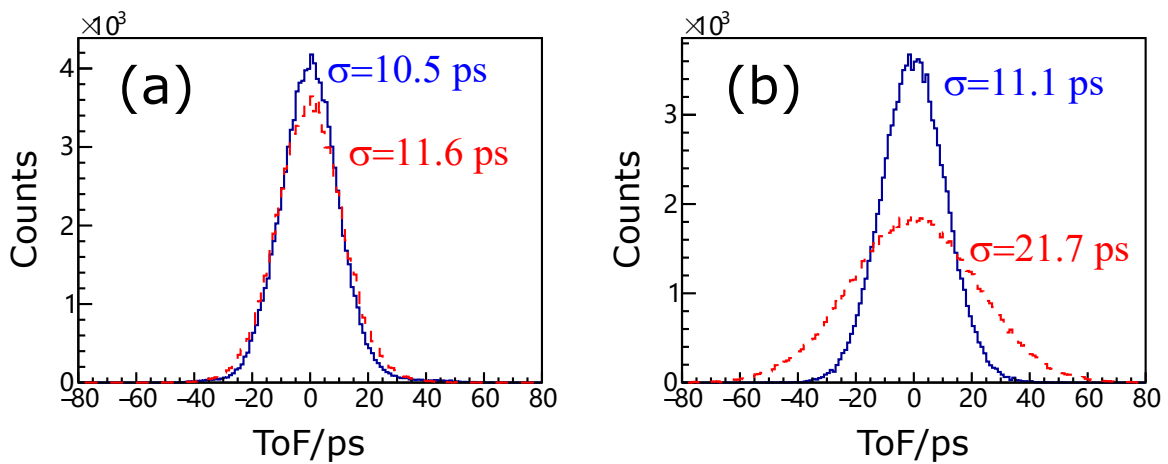 ×10³
(a)
σ=10.5 ps
σ=11.6 ps
Counts
4
3
2
1
0
−80 −60 −40 −20 0 20 40 60 80
ToF/ps
×10³
(b)
σ=11.1 ps
σ=21.7 ps
Counts
3
2
1
0
−80 −60 −40 −20 0 20 40 60 80
ToF/ps